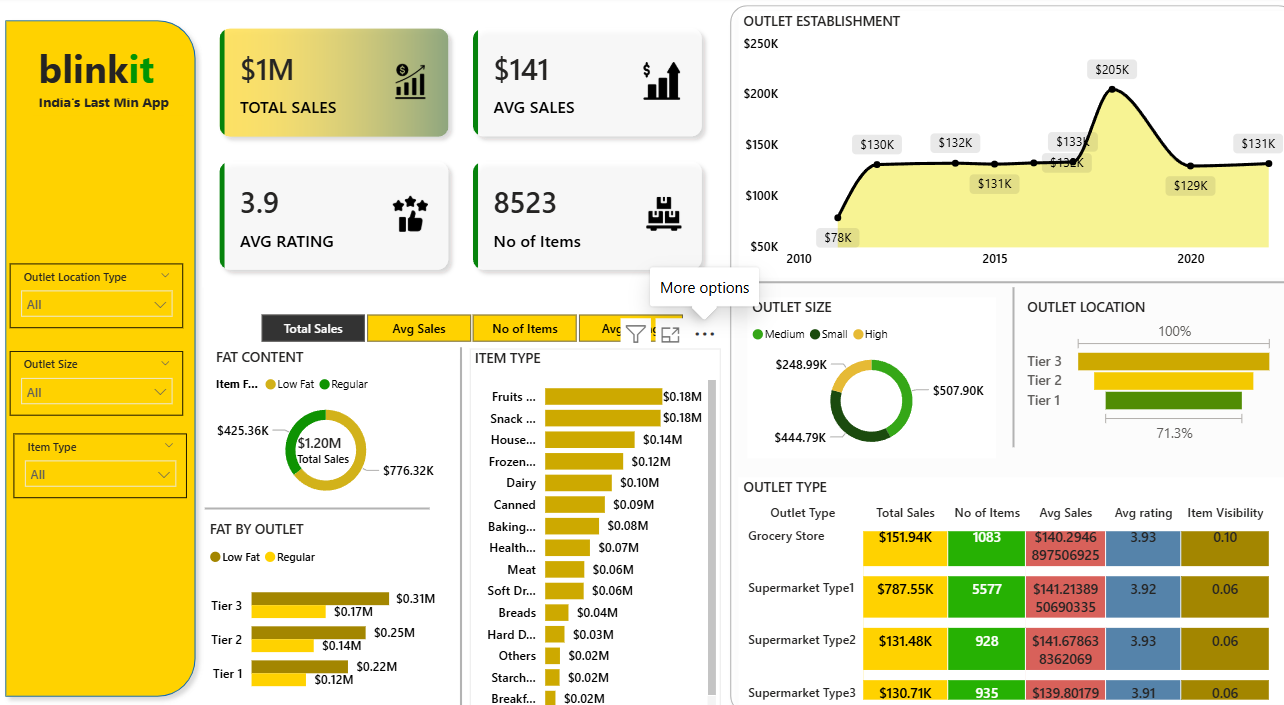 blinkit
India's Last Min App
Outlet Location Type
All
Outlet Size
All
Item Type
All
$1M
TOTAL SALES
$141
AVG SALES
3.9
AVG RATING
8523
No of Items
More options
Total Sales
Avg Sales
No of Items
FAT CONTENT
Item F... Low Fat Regular
$425.36K
$1.20M
Total Sales
$776.32K
FAT BY OUTLET
Low Fat Regular
Tier 3 $0.31M
$0.17M
Tier 2 $0.25M
$0.14M
Tier 1 $0.22M
$0.12M
ITEM TYPE
Fruits ... $0.18M
Snack ... $0.18M
House... $0.14M
Frozen... $0.12M
Dairy $0.10M
Canned $0.09M
Baking... $0.08M
Health... $0.07M
Meat $0.06M
Soft Dr... $0.06M
Breads $0.04M
Hard D... $0.03M
Others $0.02M
Starch... $0.02M
Breakf... $0.02M
OUTLET ESTABLISHMENT
$250K
$200K
$150K
$100K
$50K
$78K
$130K
$132K
$131K
$133K
$132K
$205K
$129K
$131K
2010 2015 2020
OUTLET SIZE
Medium Small High
$248.99K
$507.90K
$444.79K
OUTLET LOCATION
100%
Tier 3
Tier 2
Tier 1
71.3%
OUTLET TYPE
Outlet Type Total Sales No of Items Avg Sales Avg rating Item Visibility
Grocery Store $151.94K 1083 $140.2946 3.93 0.10
897506925
Supermarket Type1 $787.55K 5577 $141.21389 3.92 0.06
50690335
Supermarket Type2 $131.48K 928 $141.67863 3.93 0.06
8362069
Supermarket Type3 $130.71K 935 $139.80179 3.91 0.06